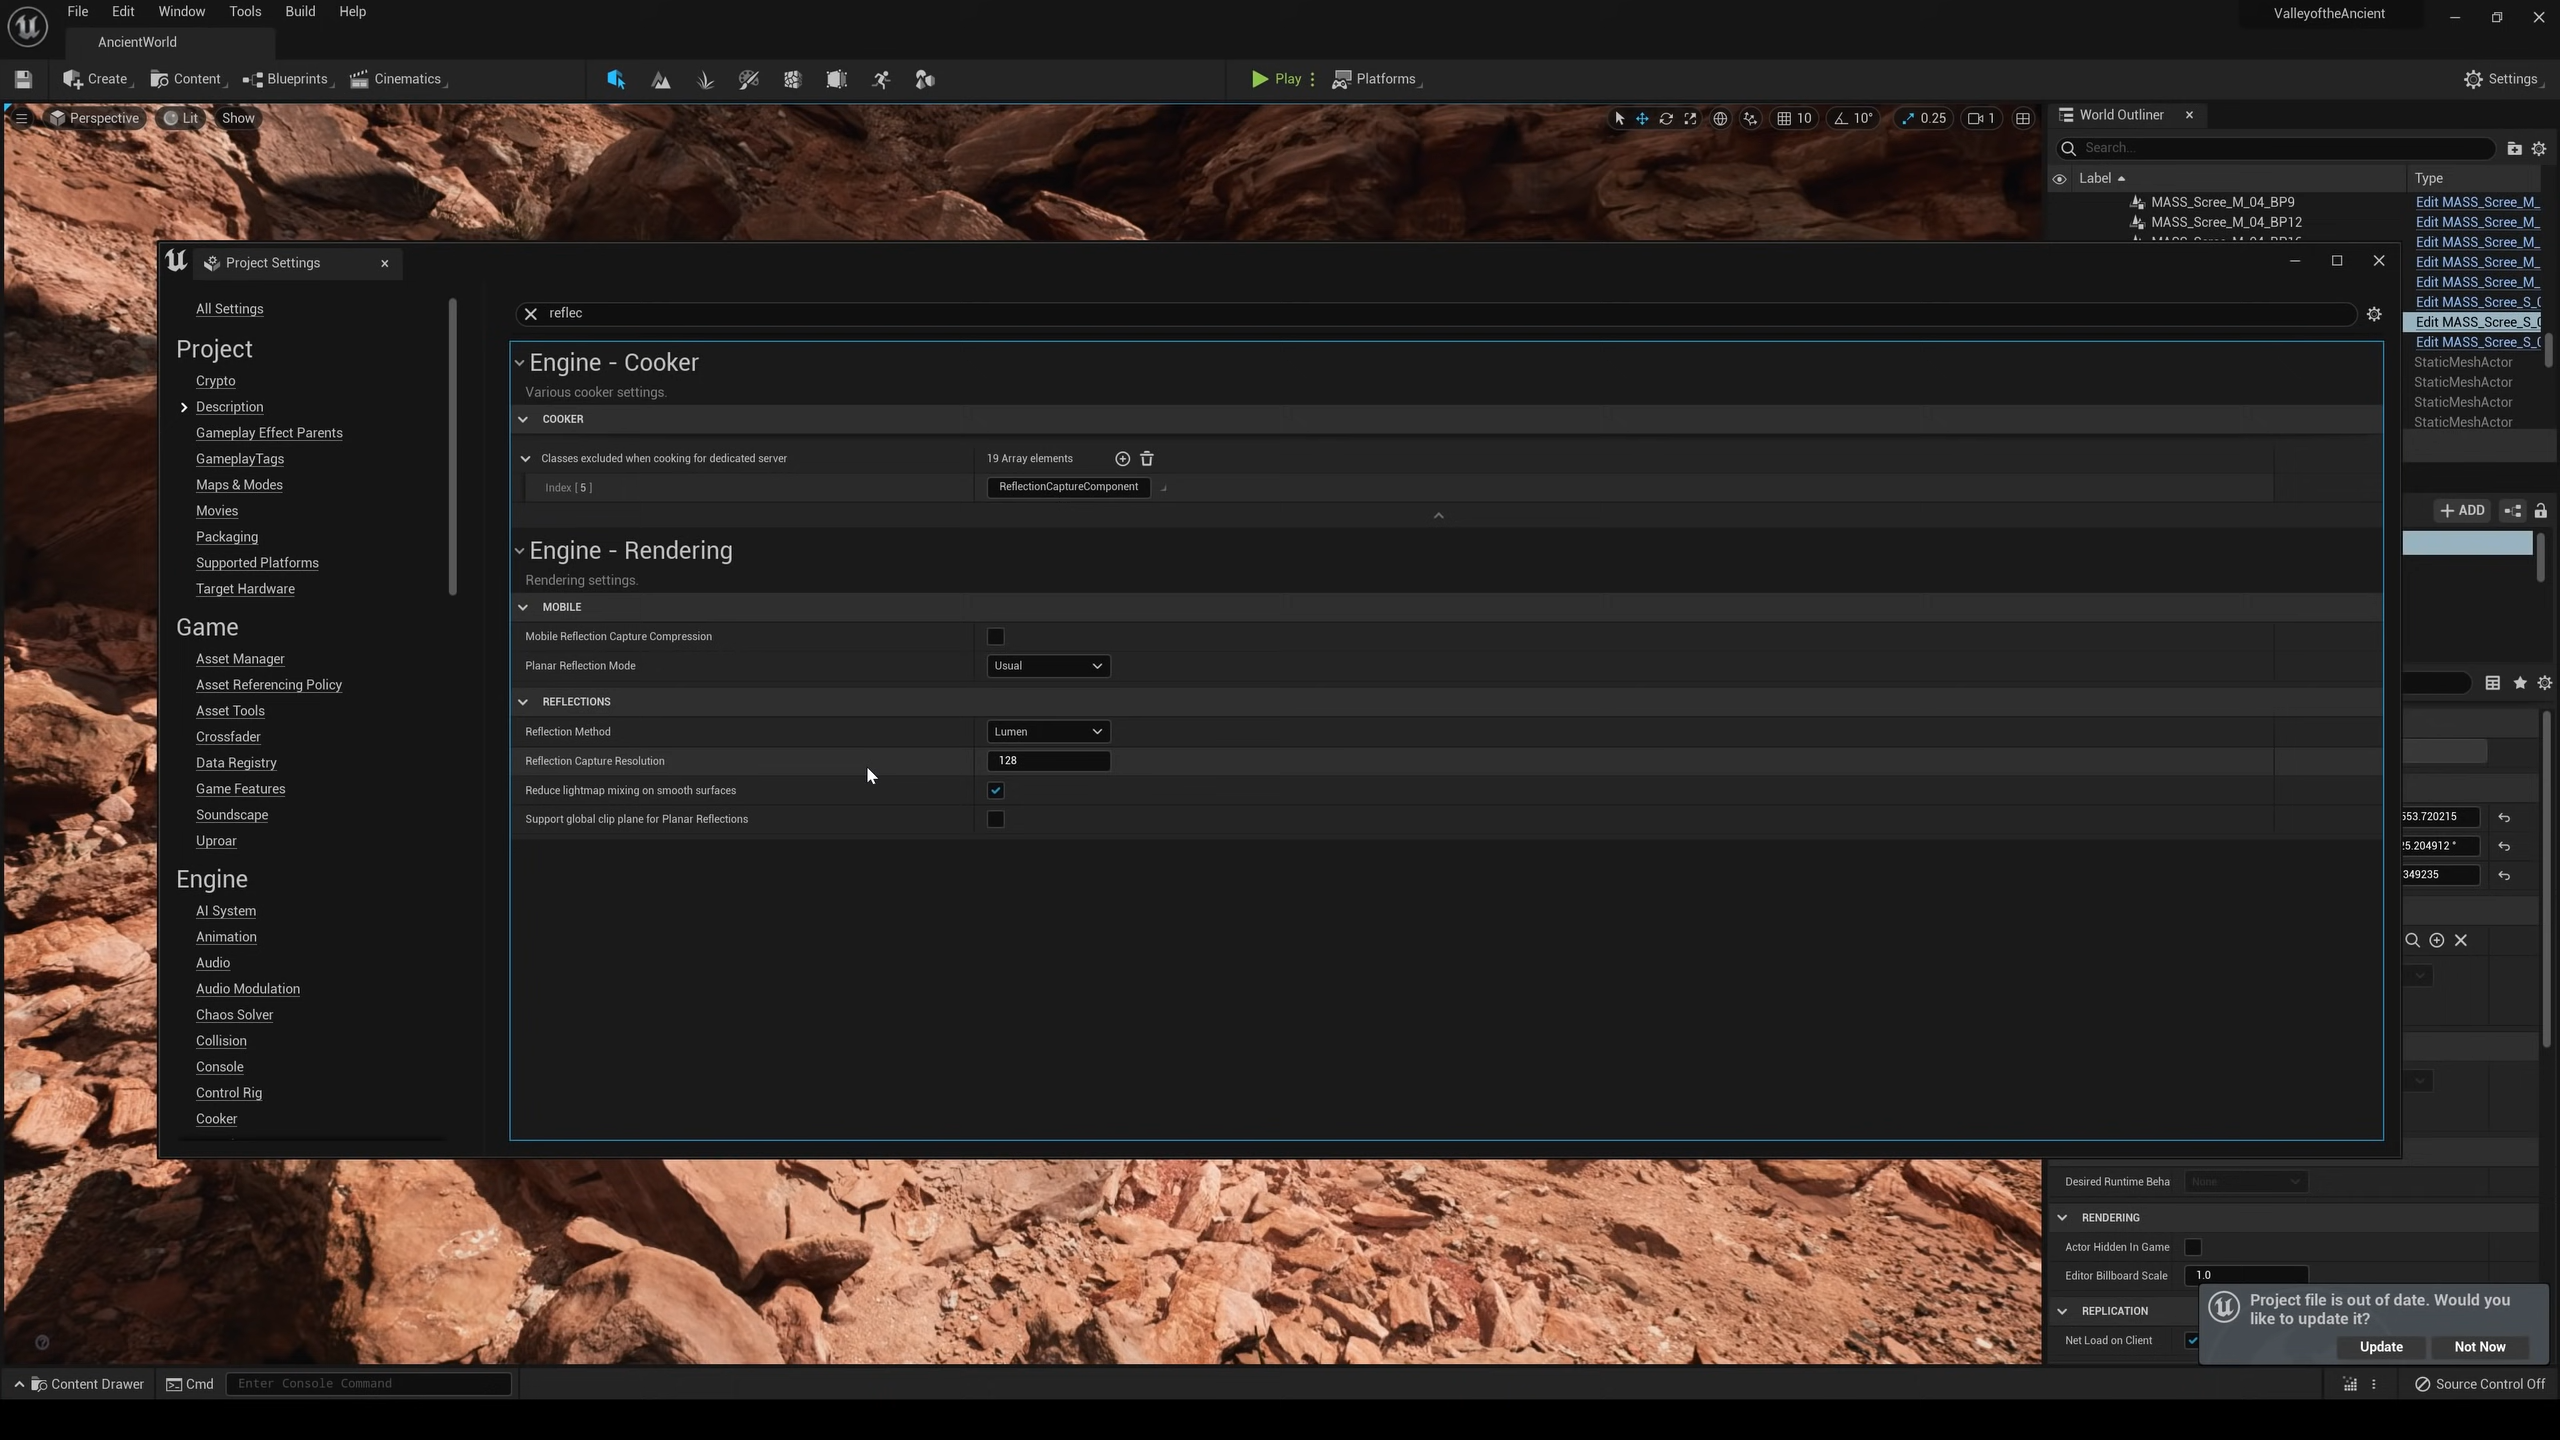 File Edit Window Tools Build Help
ValleyoftheAncient
AncientWorld
Create Content Blueprints Cinematics
Play Platforms
Settings
Perspective Lit Show
10 10° 0.25 1
World Outliner
Search...
Label Type
MASS_Scree_M_04_BP9 Edit MASS_Scree_M_
MASS_Scree_M_04_BP12 Edit MASS_Scree_M_
Edit MASS_Scree_M_
Edit MASS_Scree_M_
Edit MASS_Scree_M_
Edit MASS_Scree_S_0
Edit MASS_Scree_S_0
Edit MASS_Scree_S_0
StaticMeshActor
StaticMeshActor
StaticMeshActor
StaticMeshActor
ADD
553.720215
25.204912 °
349235
Project Settings
All Settings
Project
Crypto
Description
Gameplay Effect Parents
GameplayTags
Maps & Modes
Movies
Packaging
Supported Platforms
Target Hardware
Game
Asset Manager
Asset Referencing Policy
Asset Tools
Crossfader
Data Registry
Game Features
Soundscape
Uproar
Engine
AI System
Animation
Audio
Audio Modulation
Chaos Solver
Collision
Console
Control Rig
Cooker
reflec
Engine - Cooker
Various cooker settings.
COOKER
Classes excluded when cooking for dedicated server 19 Array elements
Index [ 5 ] ReflectionCaptureComponent
Engine - Rendering
Rendering settings.
MOBILE
Mobile Reflection Capture Compression
Planar Reflection Mode Usual
REFLECTIONS
Reflection Method Lumen
Reflection Capture Resolution 128
Reduce lightmap mixing on smooth surfaces
Support global clip plane for Planar Reflections
Desired Runtime Beha None
RENDERING
Actor Hidden In Game
Editor Billboard Scale 1.0
REPLICATION
Net Load on Client
Project file is out of date. Would you
like to update it?
Update Not Now
Content Drawer Cmd Enter Console Command
Source Control Off